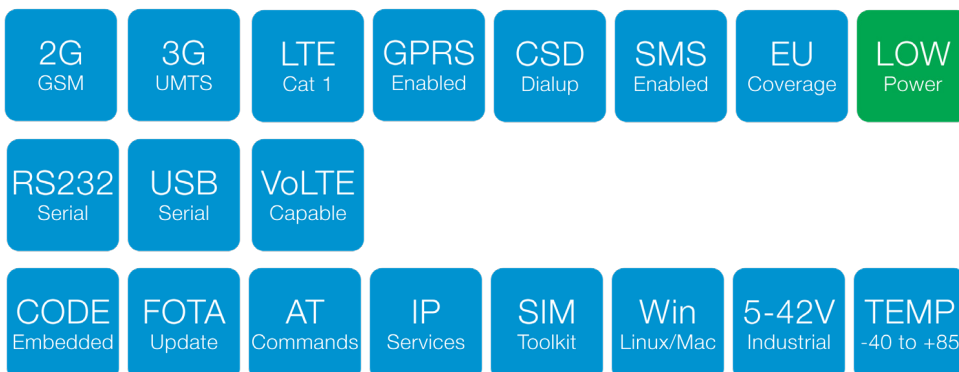 2G 3G LTE GPRS CSD SMS EU LOW
GSM UMTS Cat 1 Enabled Dialup Enabled Coverage Power
RS232 USB VoLTE
Serial Serial Capable
CODE FOTA AT IP SIM Win 5-42V TEMP
Embedded Update Commands Services Toolkit Linux/Mac Industrial -40 to +85